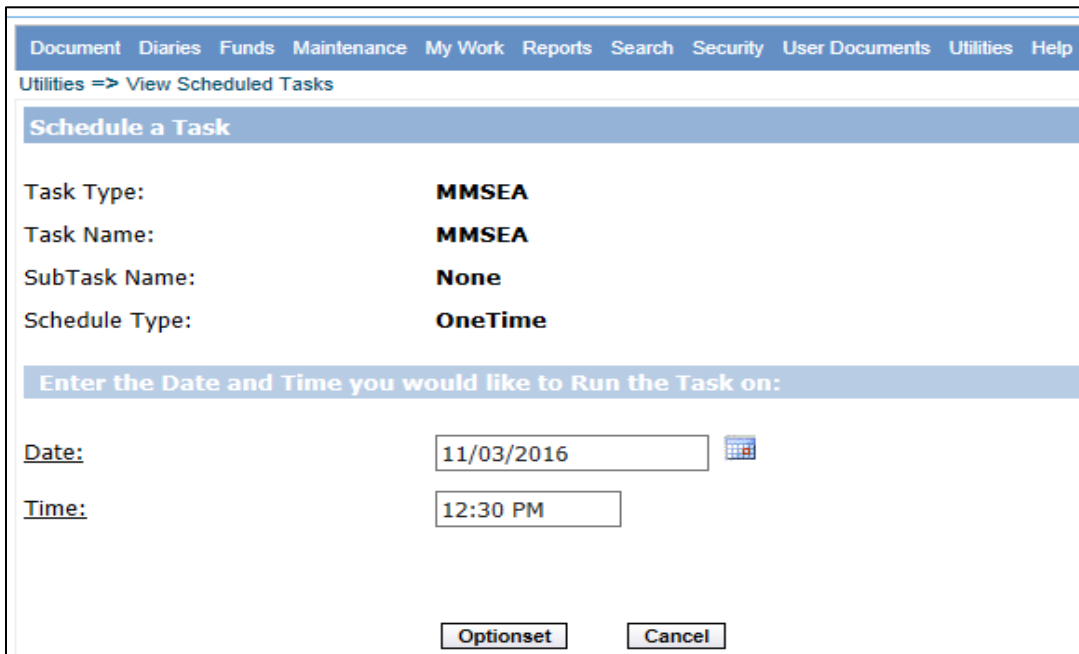 Document Diaries Funds Maintenance My Work Reports Search Security User Documents Utilities Help
Utilities => View Scheduled Tasks
Schedule a Task
Task Type: MMSEA
Task Name: MMSEA
SubTask Name: None
Schedule Type: OneTime
Enter the Date and Time you would like to Run the Task on:
Date: 11/03/2016
Time: 12:30 PM
Optionset Cancel